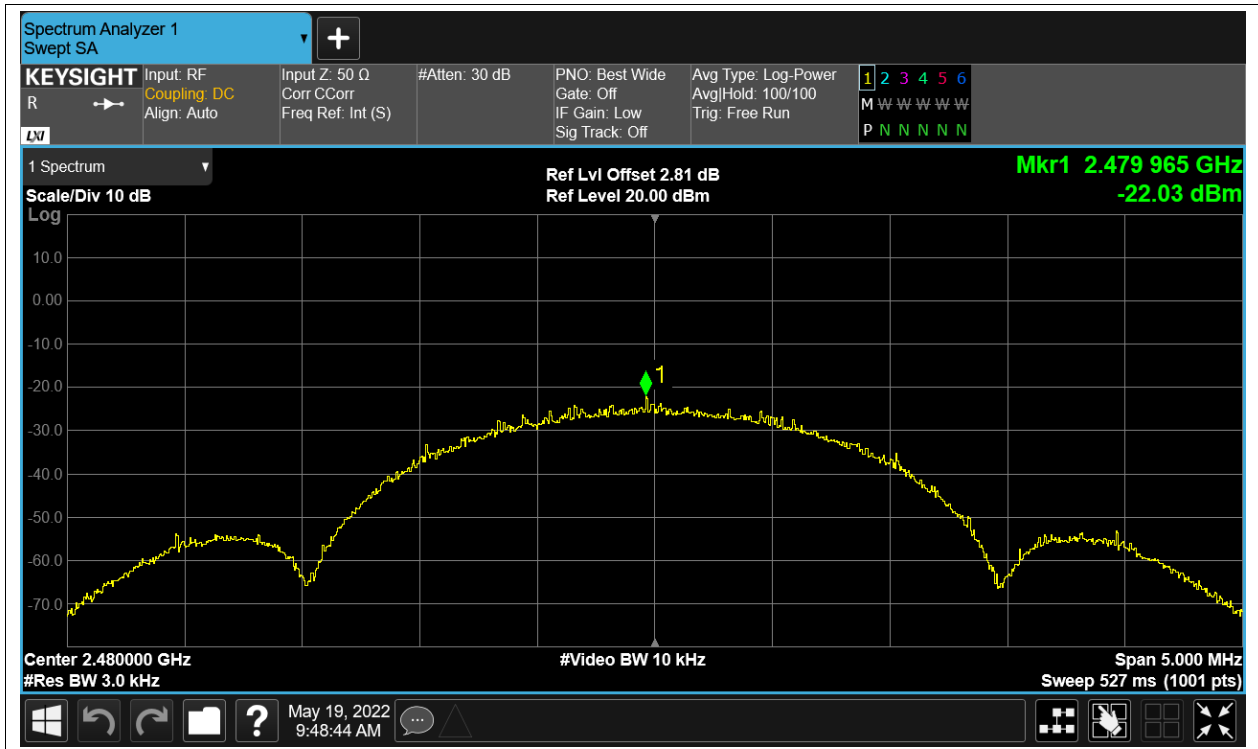 Spectrum Analyzer 1
Swept SA
KEYSIGHT
R
LXI
Input: RF
Coupling: DC
Align: Auto
Input Z: 50 Ω
Corr CCorr
Freq Ref: Int (S)
#Atten: 30 dB
PNO: Best Wide
Gate: Off
IF Gain: Low
Sig Track: Off
Avg Type: Log-Power
Avg|Hold: 100/100
Trig: Free Run
1 2 3 4 5 6
M W W W W W
P N N N N N
1 Spectrum
Scale/Div 10 dB
Log
Ref Lvl Offset 2.81 dB
Ref Level 20.00 dBm
Mkr1 2.479 965 GHz
-22.03 dBm
10.0
0.00
-10.0
-20.0
-30.0
-40.0
-50.0
-60.0
-70.0
1
Center 2.480000 GHz
#Res BW 3.0 kHz
#Video BW 10 kHz
Span 5.000 MHz
Sweep 527 ms (1001 pts)
?
May 19, 2022
9:48:44 AM